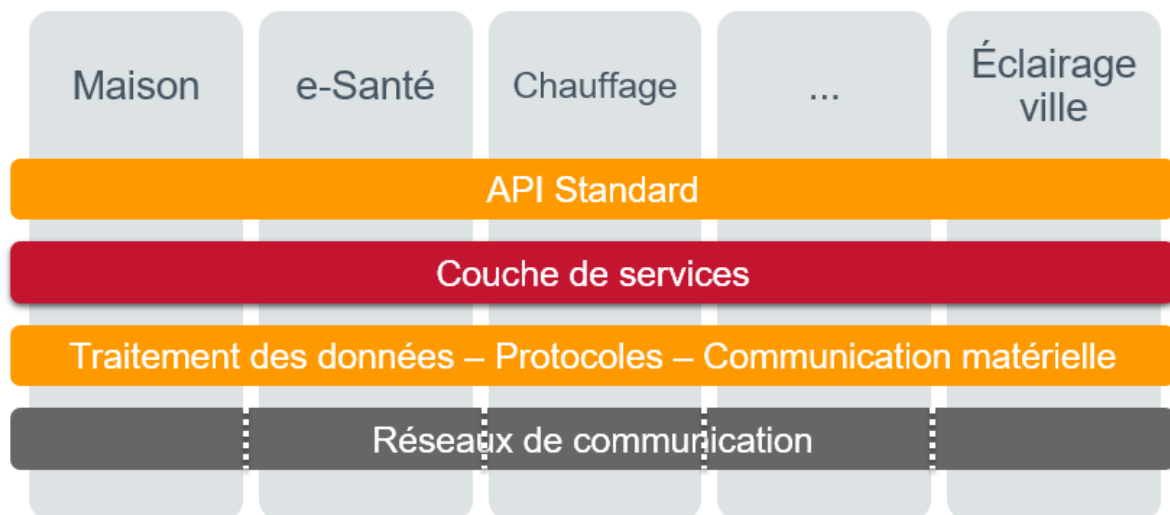 Maison
e-Santé
Chauffage
...
Éclairage
ville
API Standard
Couche de services
Traitement des données – Protocoles – Communication matérielle
Réseaux de communication